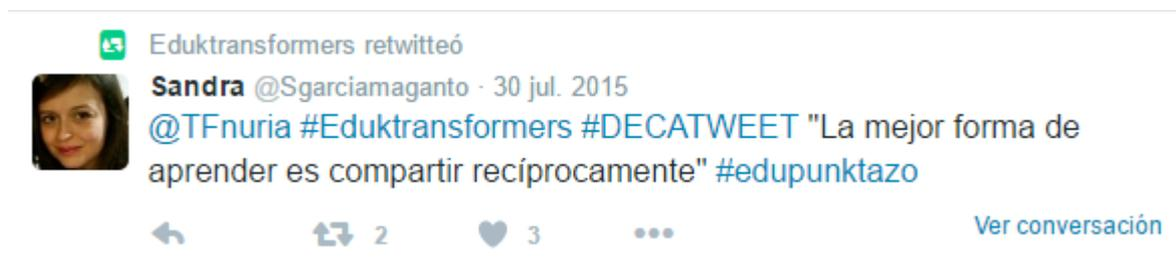 Eduktransformers retwitteó
Sandra @Sgarciamaganto · 30 jul. 2015
@TFnuria #Eduktransformers #DECATWEET "La mejor forma de
aprender es compartir recíprocamente" #edupunktazo
2 3 Ver conversación